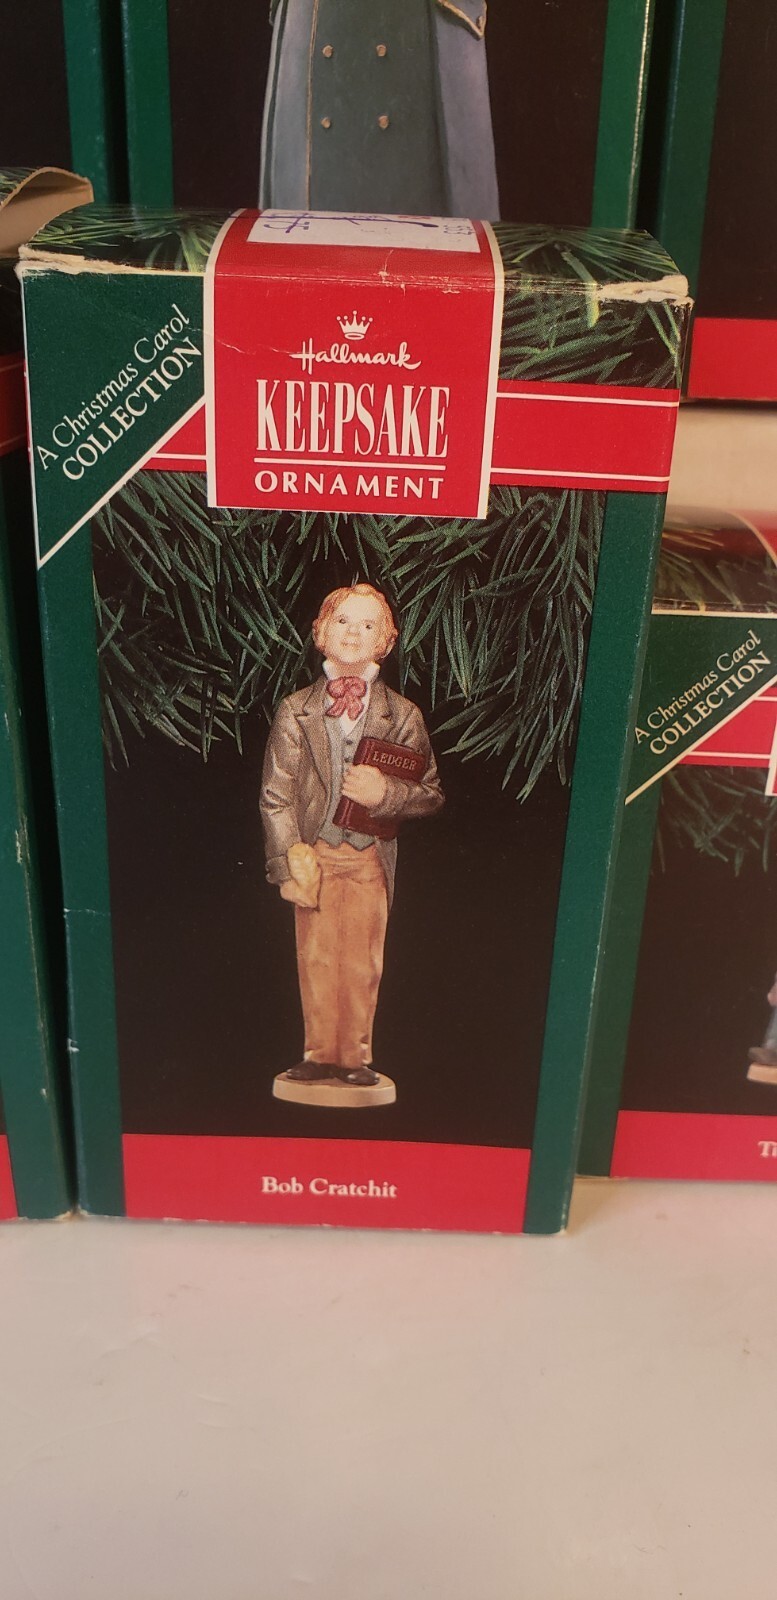 A Christmas Carol
COLLECTION
Hallmark
KEEPSAKE
ORNAMENT
LEDGER
Bob Cratchit
A Christmas Carol
COLLECTION